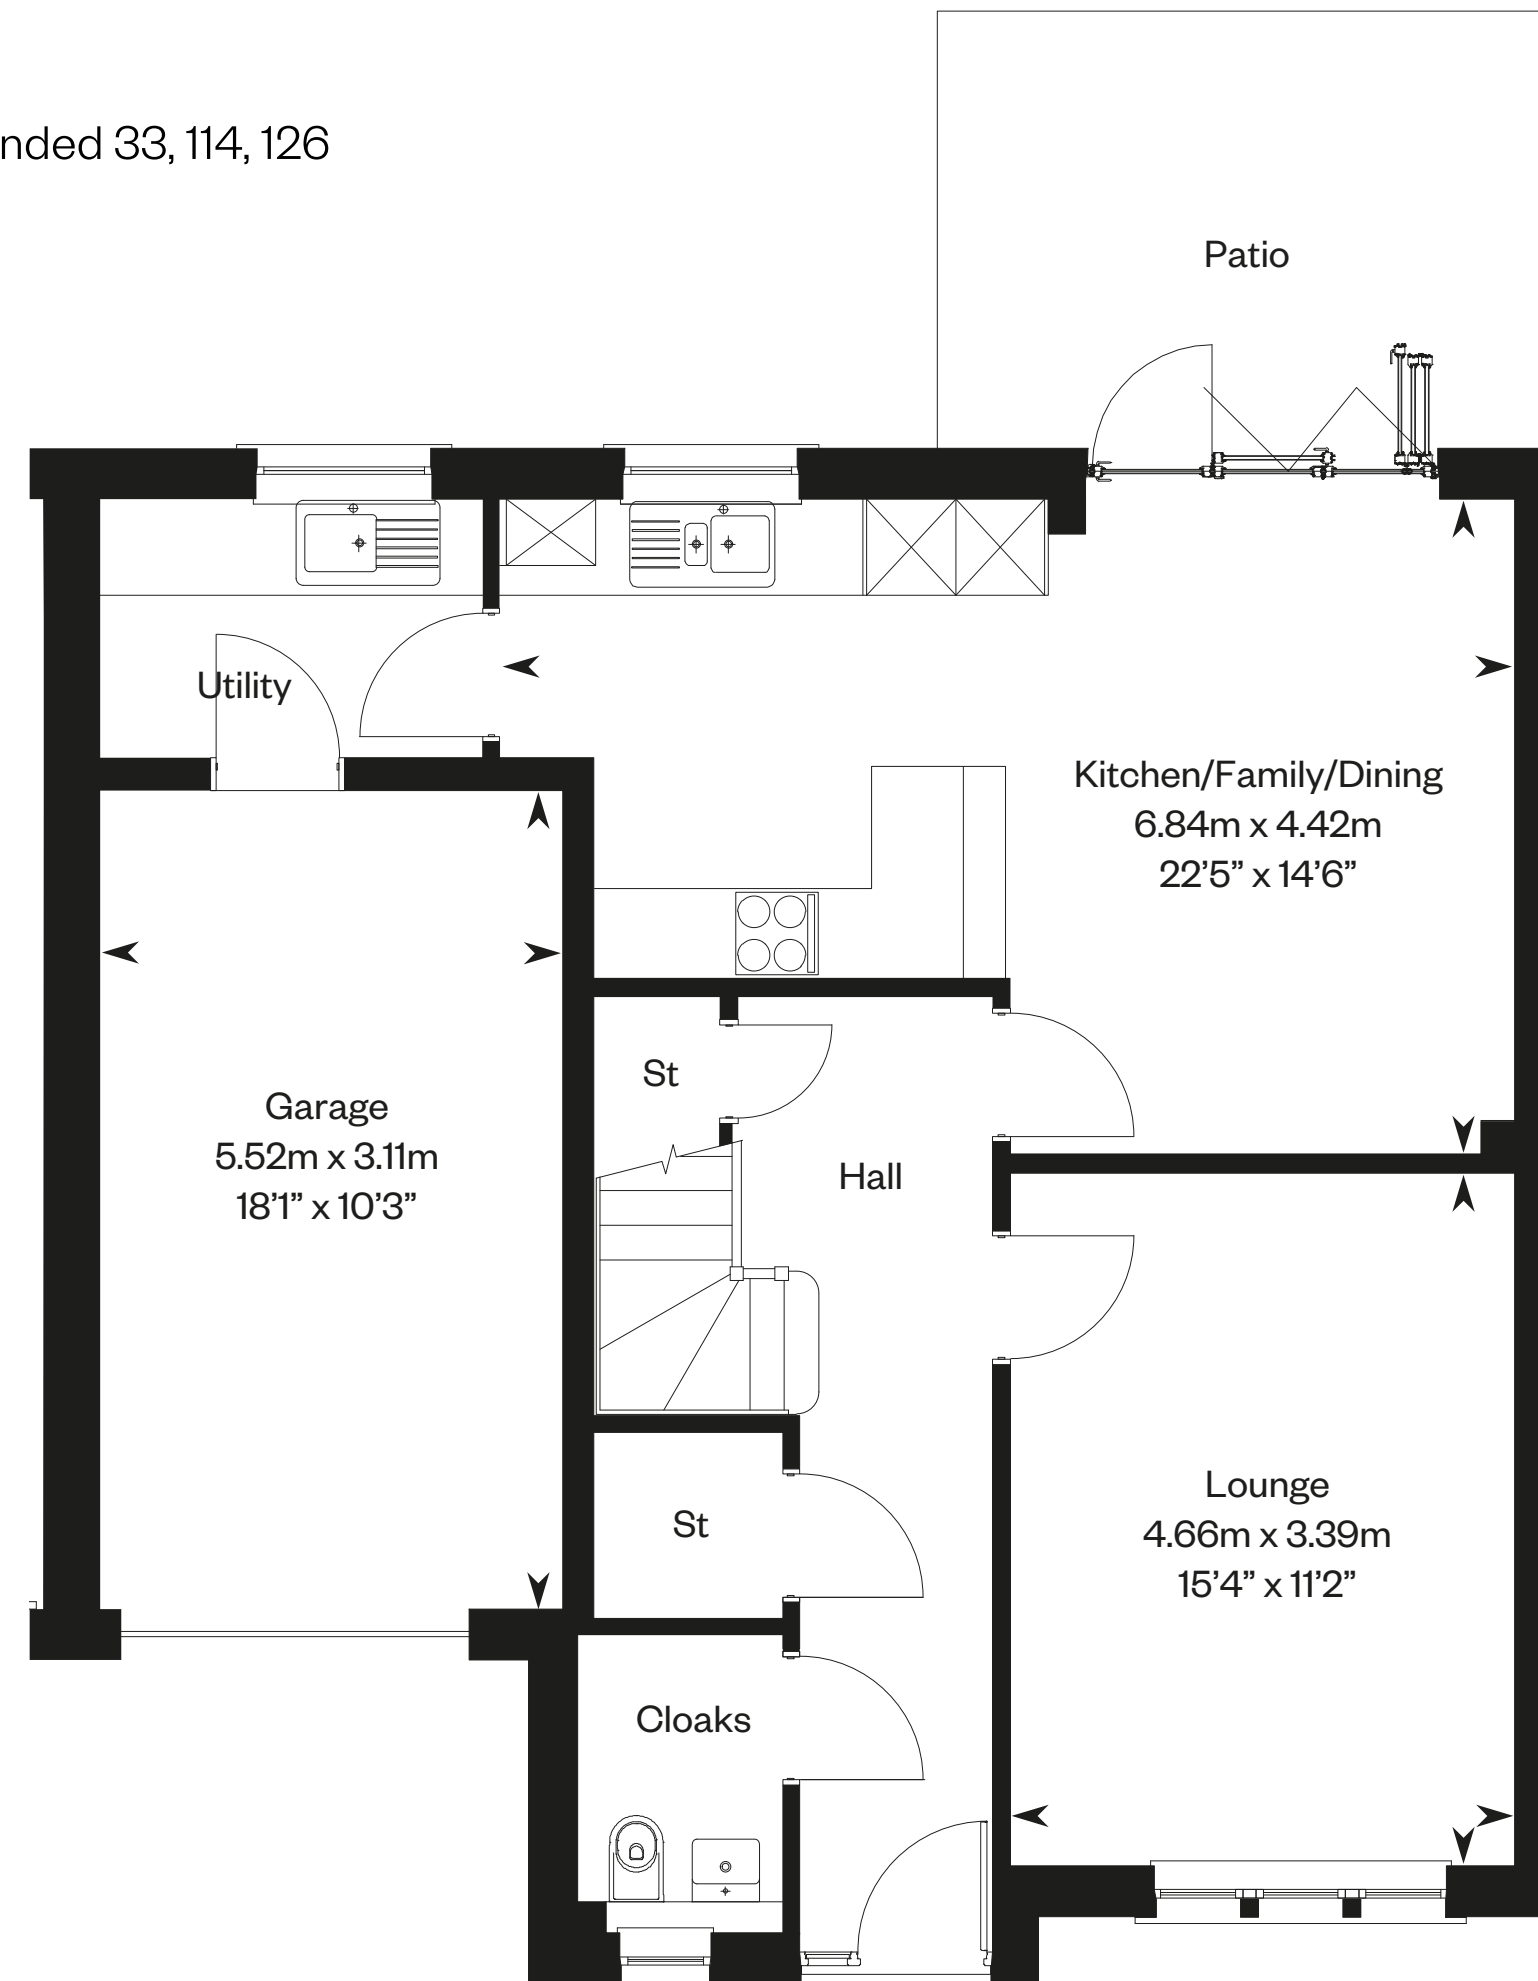 nded 33, 114, 126
Patio
Utility
Kitchen/Family/Dining
6.84m x 4.42m
22’5” x 14’6”
Garage
5.52m x 3.11m
18’1” x 10’3”
St
Hall
Lounge
4.66m x 3.39m
15’4” x 11’2”
St
Cloaks